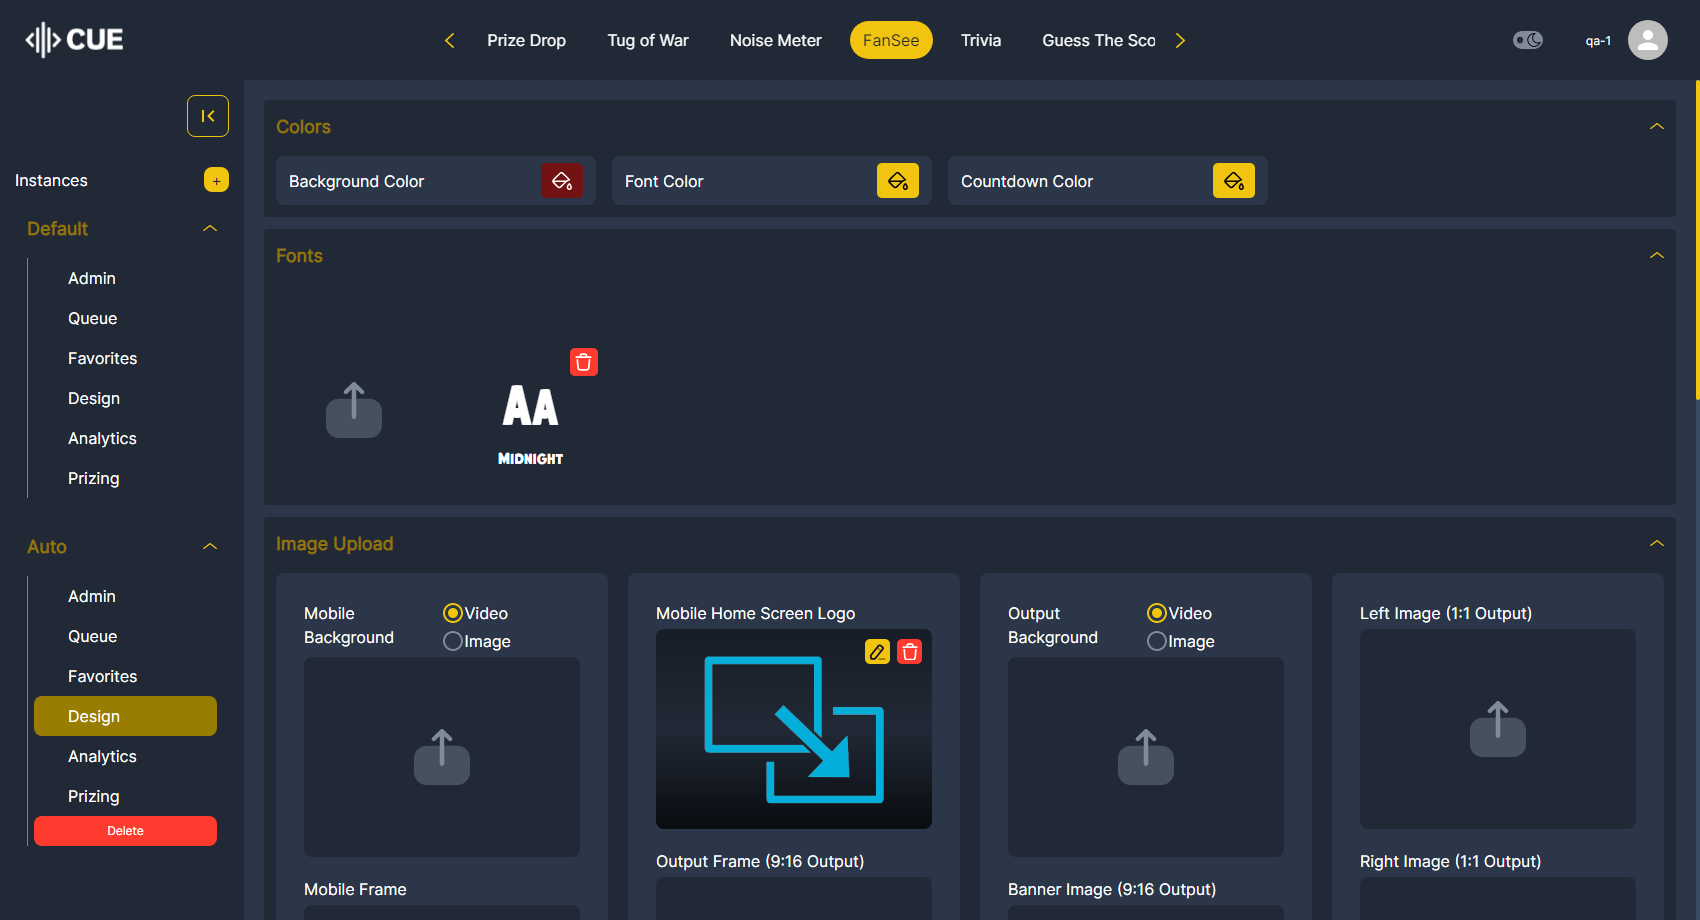 CUE
Prize Drop
Tug of War
Noise Meter
FanSee
Trivia
Guess The Sco
qa-1
Instances
+
Default
Admin
Queue
Favorites
Design
Analytics
Prizing
Auto
Admin
Queue
Favorites
Design
Analytics
Prizing
Delete
Colors
Background Color
Font Color
Countdown Color
Fonts
AA
MIDNIGHT
Image Upload
Mobile
Background
Video
Image
Mobile Frame
Mobile Home Screen Logo
Output Frame (9:16 Output)
Output
Background
Video
Image
Banner Image (9:16 Output)
Left Image (1:1 Output)
Right Image (1:1 Output)